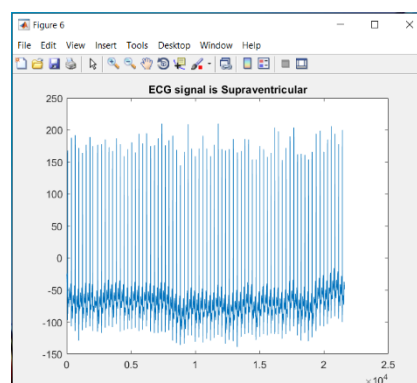 Figure 6
File Edit View Insert Tools Desktop Window Help
ECG signal is Supraventricular
250
200
150
100
50
0
-50
-100
-150
0 0.5 1 1.5 2 2.5
×10⁴